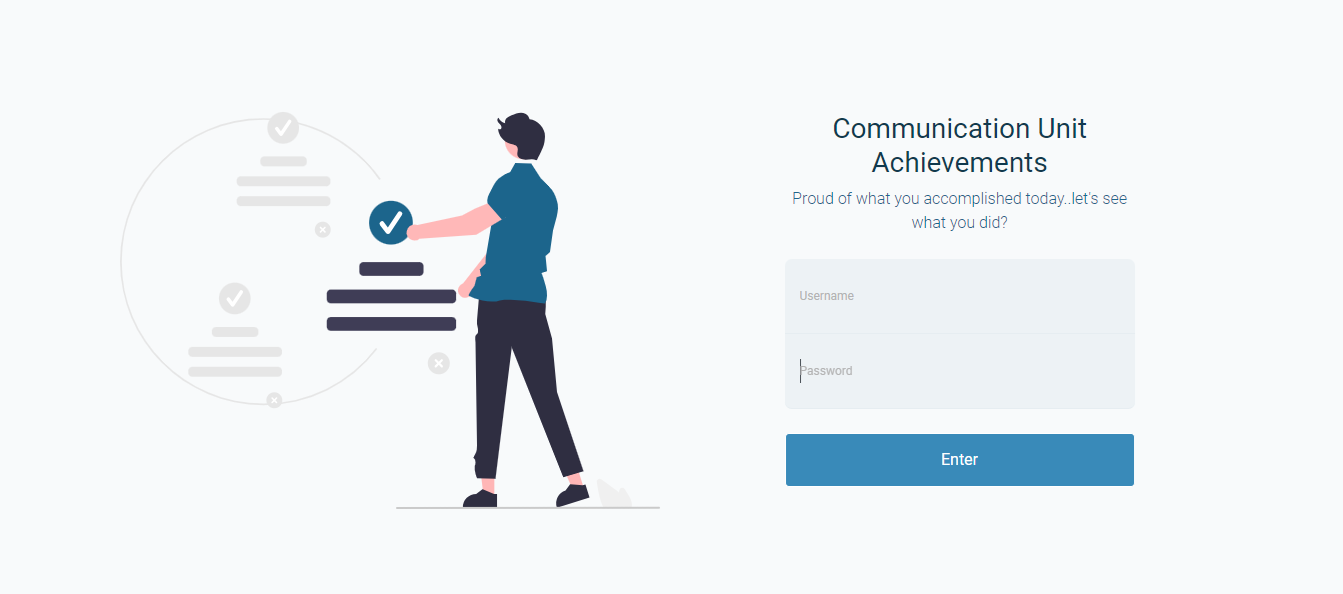 Communication Unit
Achievements
Proud of what you accomplished today..let's see
what you did?
Username
Password
Enter